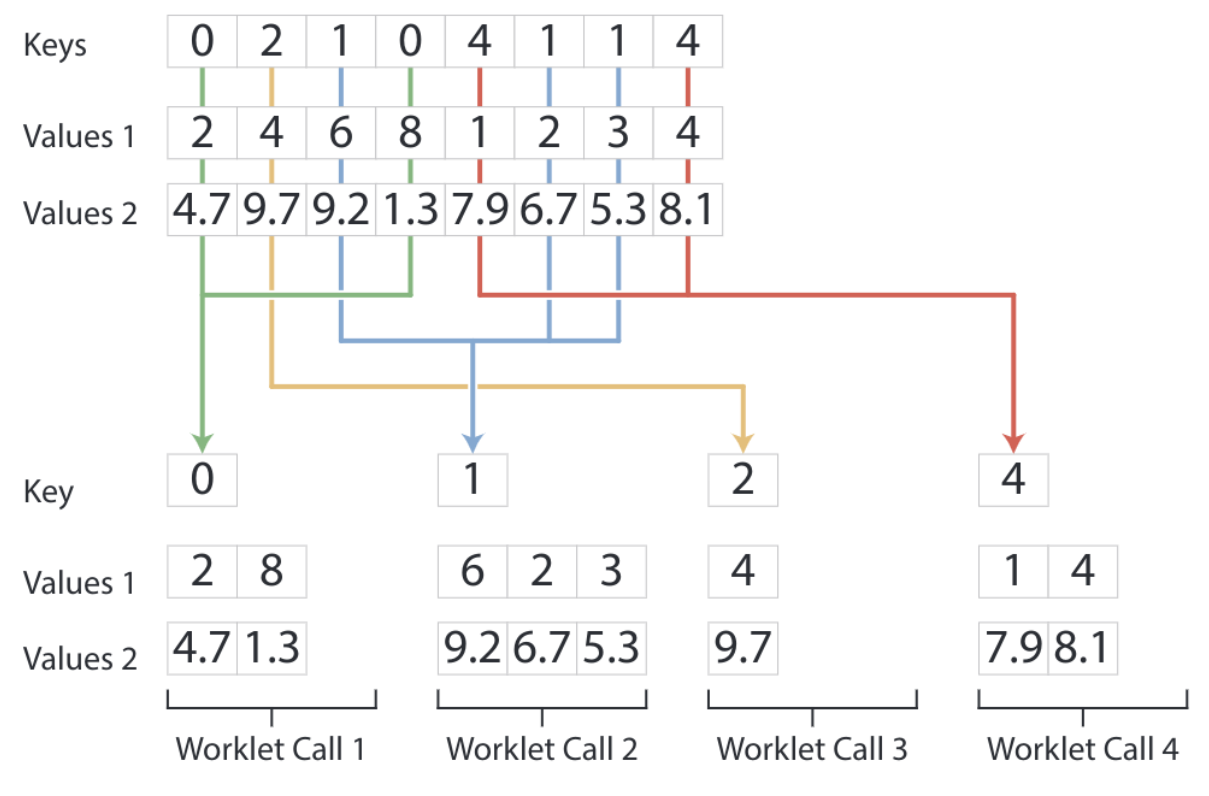 Keys 0 2 1 0 4 1 1 4
Values 1 2 4 6 8 1 2 3 4
Values 2 4.7 9.7 9.2 1.3 7.9 6.7 5.3 8.1
Key 0 1 2 4
Values 1 2 8 6 2 3 4 1 4
Values 2 4.7 1.3 9.2 6.7 5.3 9.7 7.9 8.1
Worklet Call 1 Worklet Call 2 Worklet Call 3 Worklet Call 4